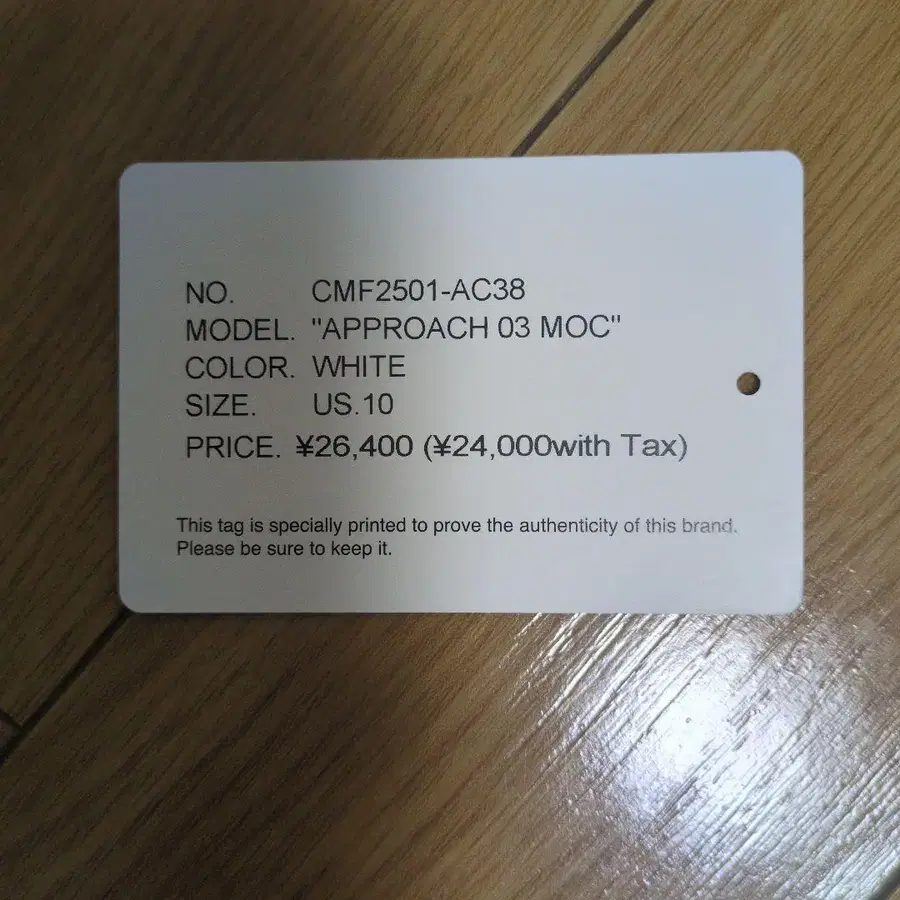 NO. CMF2501-AC38
MODEL. "APPROACH 03 MOC"
COLOR. WHITE
SIZE. US.10
PRICE. ¥26,400 (¥24,000with Tax)
This tag is specially printed to prove the authenticity of this brand.
Please be sure to keep it.